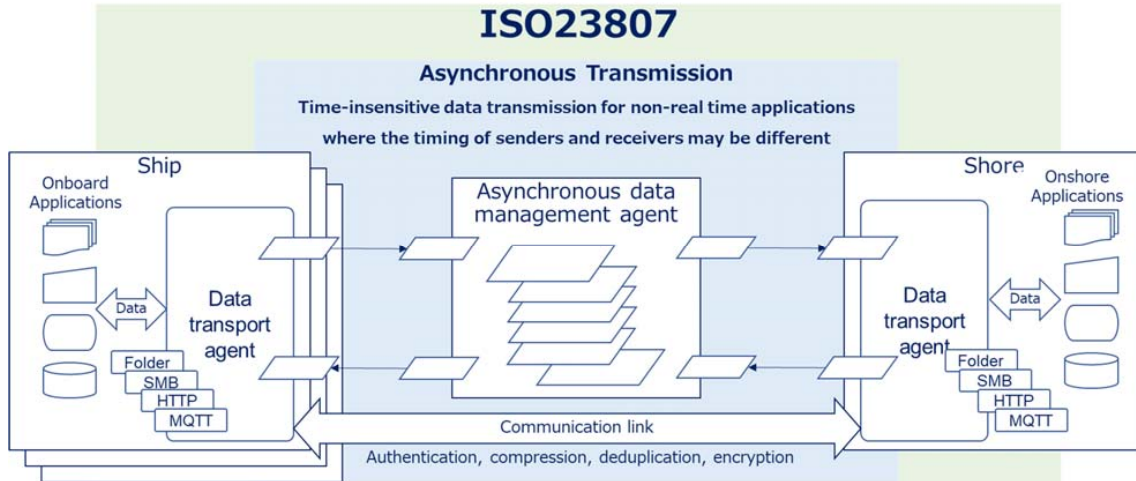 ISO23807
Asynchronous Transmission
Time-insensitive data transmission for non-real time applications
where the timing of senders and receivers may be different
Ship
Onboard
Applications
Data
Data
transport
agent
Folder
SMB
HTTP
MQTT
Asynchronous data
management agent
Shore
Onshore
Applications
Data
transport
agent
Data
Folder
SMB
HTTP
MQTT
Communication link
Authentication, compression, deduplication, encryption